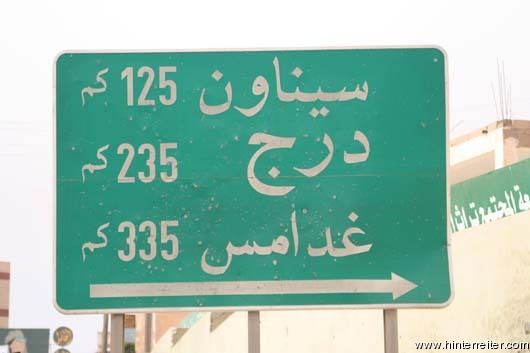 سيناون 125 كم
درج 235 كم
غدامس 335 كم
www.hinterreiter.com